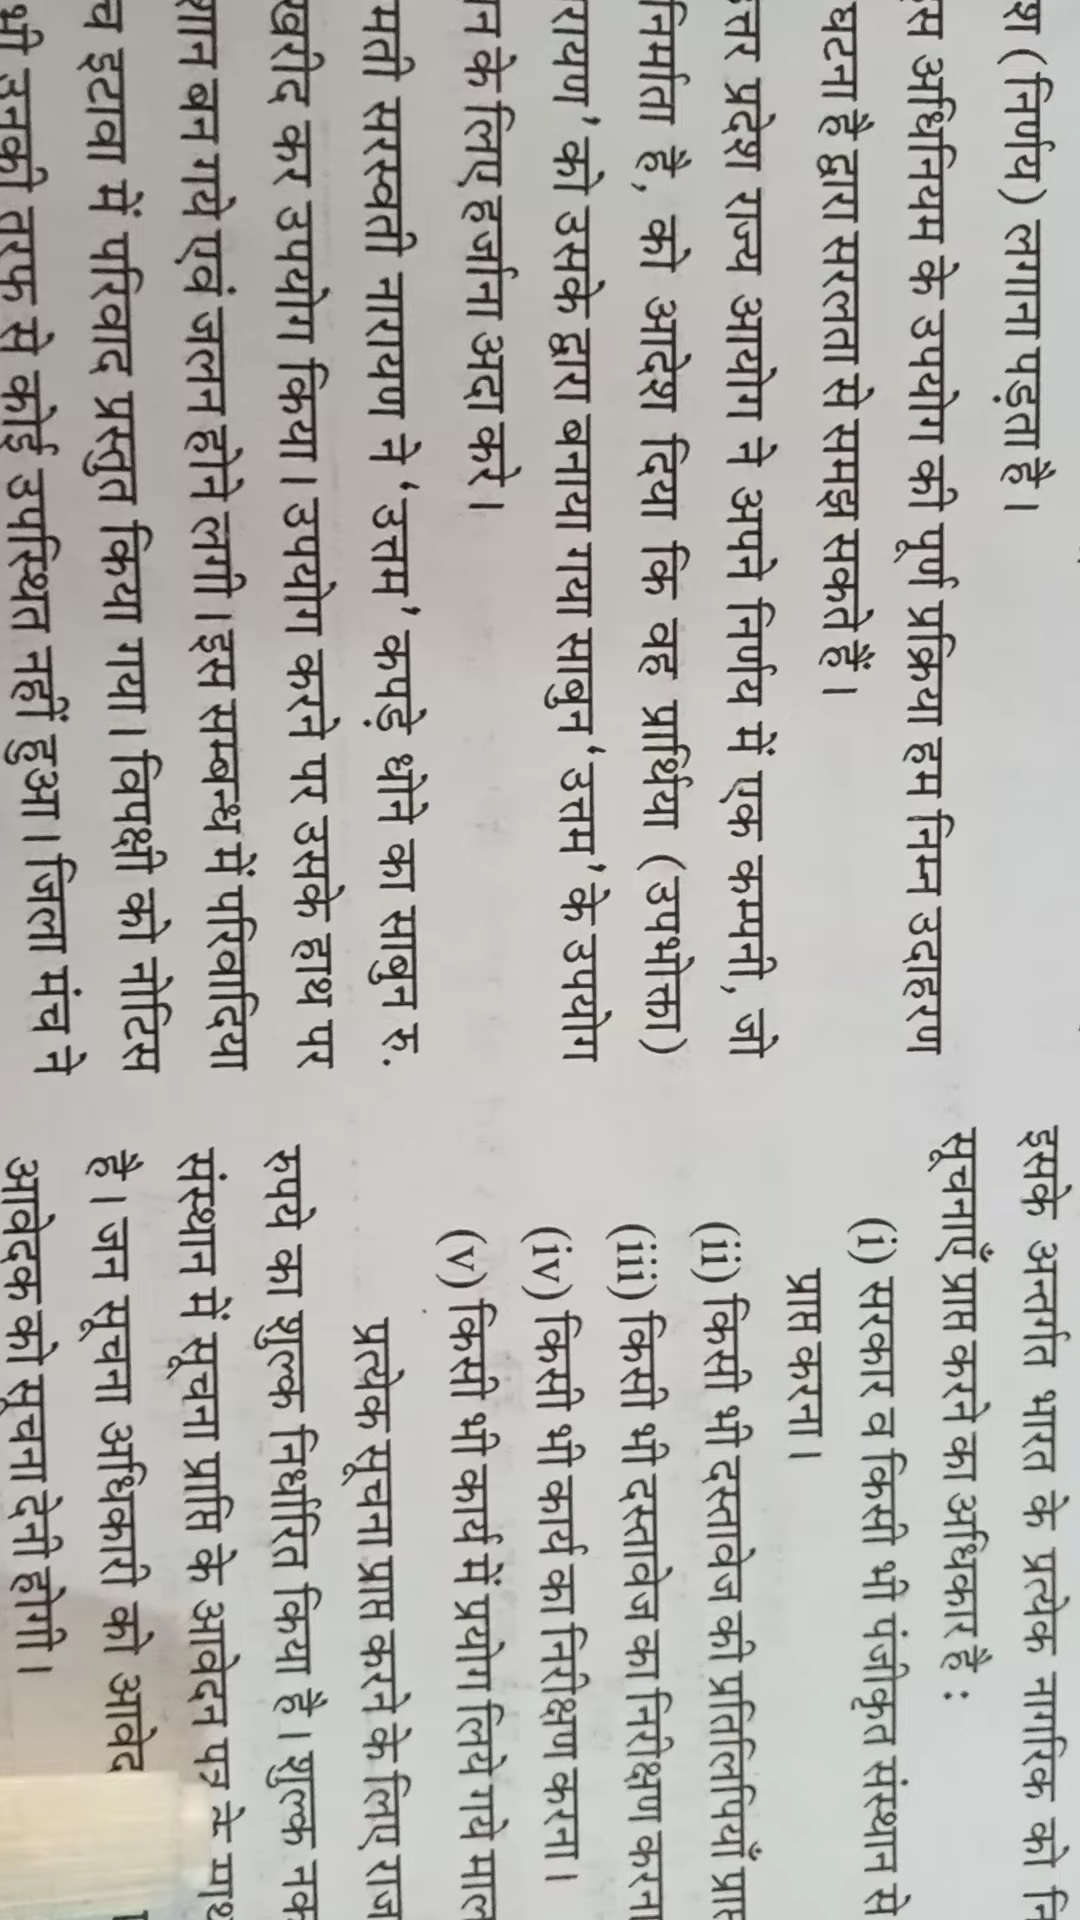 (निर्णय) लगाना पड़ता है।
अधिनियम के उपयोग की पूर्ण प्रक्रिया हम निम्न उदाहरण
घटना है द्वारा सरलता से समझ सकते हैं।
उत्तर प्रदेश राज्य आयोग ने अपने निर्णय में एक कम्पनी, जो
निर्माता है, को आदेश दिया कि वह प्रार्थिया (उपभोक्ता)
को उसके द्वारा बनाया गया साबुन ‘उत्तम’ के उपयोग
के लिए हर्जाना अदा करे।
सरस्वती नारायण ने ‘उत्तम’ कपड़े धोने का साबुन रु.
खरीद कर उपयोग किया। उपयोग करने पर उसके हाथ पर
बन गये एवं जलन होने लगी। इस सम्बन्ध में परिवादिया
इटावा में परिवाद प्रस्तुत किया गया। विपक्षी को नोटिस
भी उनकी तरफ से कोई उपस्थित नहीं हुआ। जिला मंच ने
इसके अन्तर्गत भारत के प्रत्येक नागरिक को
सूचनाएँ प्राप्त करने का अधिकार है :
(i) सरकार व किसी भी पंजीकृत संस्थान से
प्राप्त करना।
(ii) किसी भी दस्तावेज की प्रतिलिपियाँ
(iii) किसी भी दस्तावेज का निरीक्षण करना
(iv) किसी भी कार्य का निरीक्षण करना।
(v) किसी भी कार्य में प्रयोग लिये गये माल
प्रत्येक सूचना प्राप्त करने के लिए
रुपये का शुल्क निर्धारित किया है। शुल्क
संस्थान में सूचना प्राप्ति के आवेदन पत्र के
है। जन सूचना अधिकारी को
आवेदक को सूचना देनी होगी।